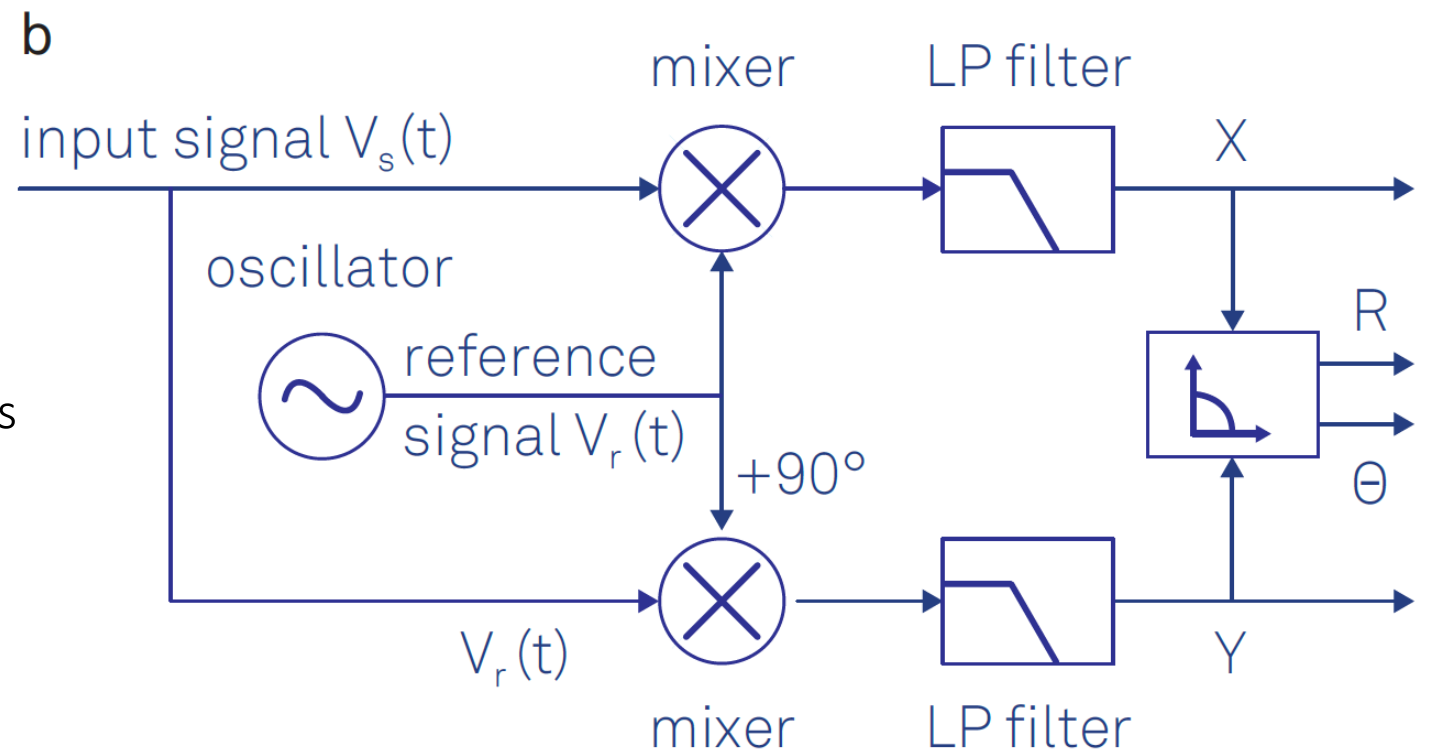 b
mixer
LP filter
input signal Vₛ(t)
X
oscillator
R
reference
s
signal Vᵣ(t)
+90°
Θ
Vᵣ(t)
Y
mixer
LP filter